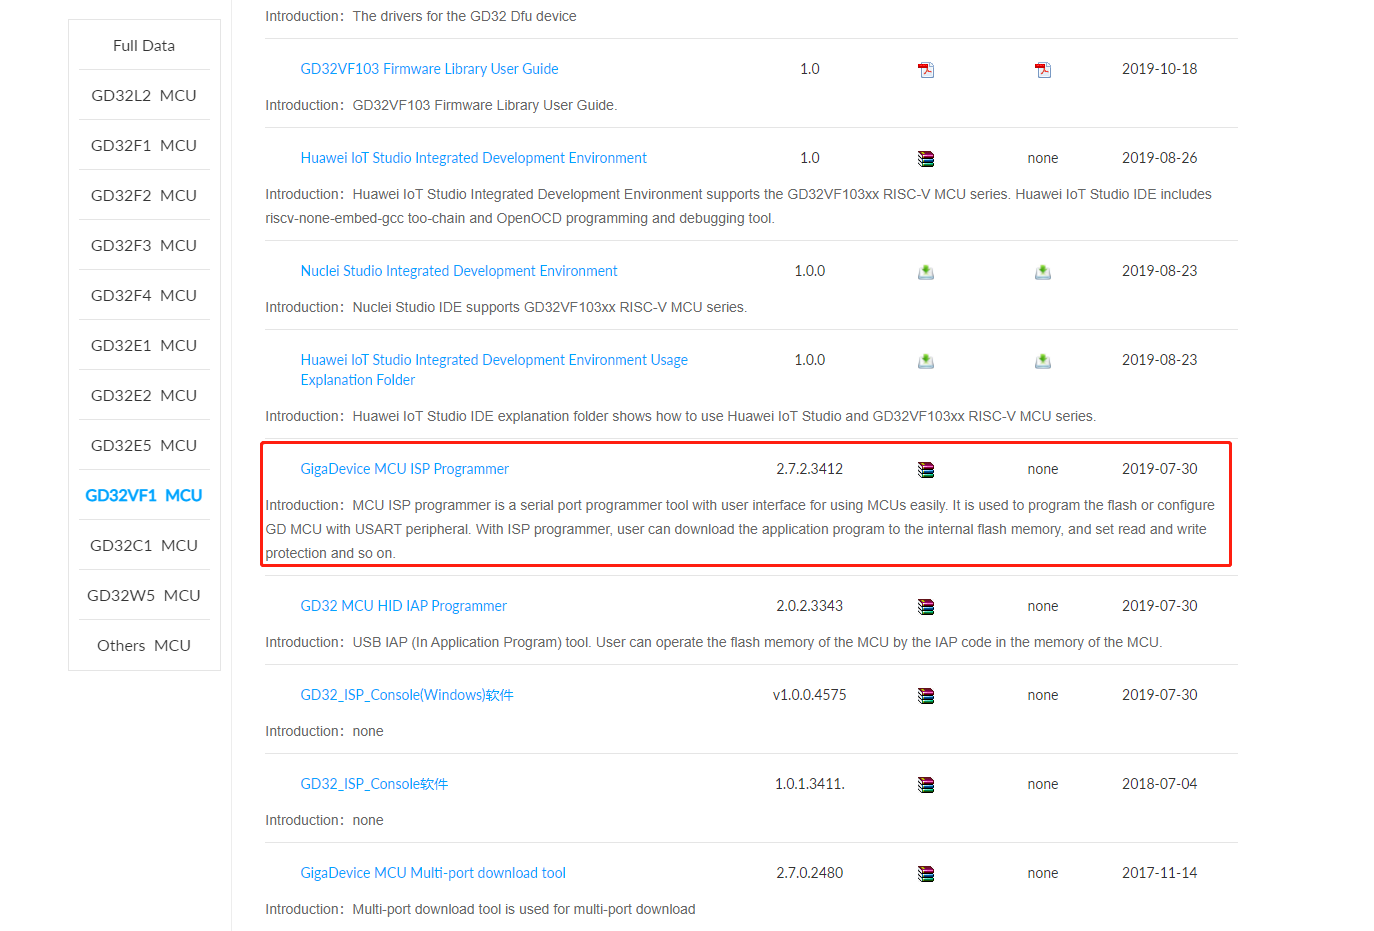 Full Data
GD32L2 MCU
GD32F1 MCU
GD32F2 MCU
GD32F3 MCU
GD32F4 MCU
GD32E1 MCU
GD32E2 MCU
GD32E5 MCU
GD32VF1 MCU
GD32C1 MCU
GD32W5 MCU
Others MCU
Introduction：The drivers for the GD32 Dfu device
GD32VF103 Firmware Library User Guide 1.0 2019-10-18
Introduction：GD32VF103 Firmware Library User Guide.
Huawei IoT Studio Integrated Development Environment 1.0 none 2019-08-26
Introduction：Huawei IoT Studio Integrated Development Environment supports the GD32VF103xx RISC-V MCU series. Huawei IoT Studio IDE includes
riscv-none-embed-gcc too-chain and OpenOCD programming and debugging tool.
Nuclei Studio Integrated Development Environment 1.0.0 2019-08-23
Introduction：Nuclei Studio IDE supports GD32VF103xx RISC-V MCU series.
Huawei IoT Studio Integrated Development Environment Usage 1.0.0 2019-08-23
Explanation Folder
Introduction：Huawei IoT Studio IDE explanation folder shows how to use Huawei IoT Studio and GD32VF103xx RISC-V MCU series.
GigaDevice MCU ISP Programmer 2.7.2.3412 none 2019-07-30
Introduction：MCU ISP programmer is a serial port programmer tool with user interface for using MCUs easily. It is used to program the flash or configure
GD MCU with USART peripheral. With ISP programmer, user can download the application program to the internal flash memory, and set read and write
protection and so on.
GD32 MCU HID IAP Programmer 2.0.2.3343 none 2019-07-30
Introduction：USB IAP (In Application Program) tool. User can operate the flash memory of the MCU by the IAP code in the memory of the MCU.
GD32_ISP_Console(Windows)软件 v1.0.0.4575 none 2019-07-30
Introduction：none
GD32_ISP_Console软件 1.0.1.3411. none 2018-07-04
Introduction：none
GigaDevice MCU Multi-port download tool 2.7.0.2480 none 2017-11-14
Introduction：Multi-port download tool is used for multi-port download